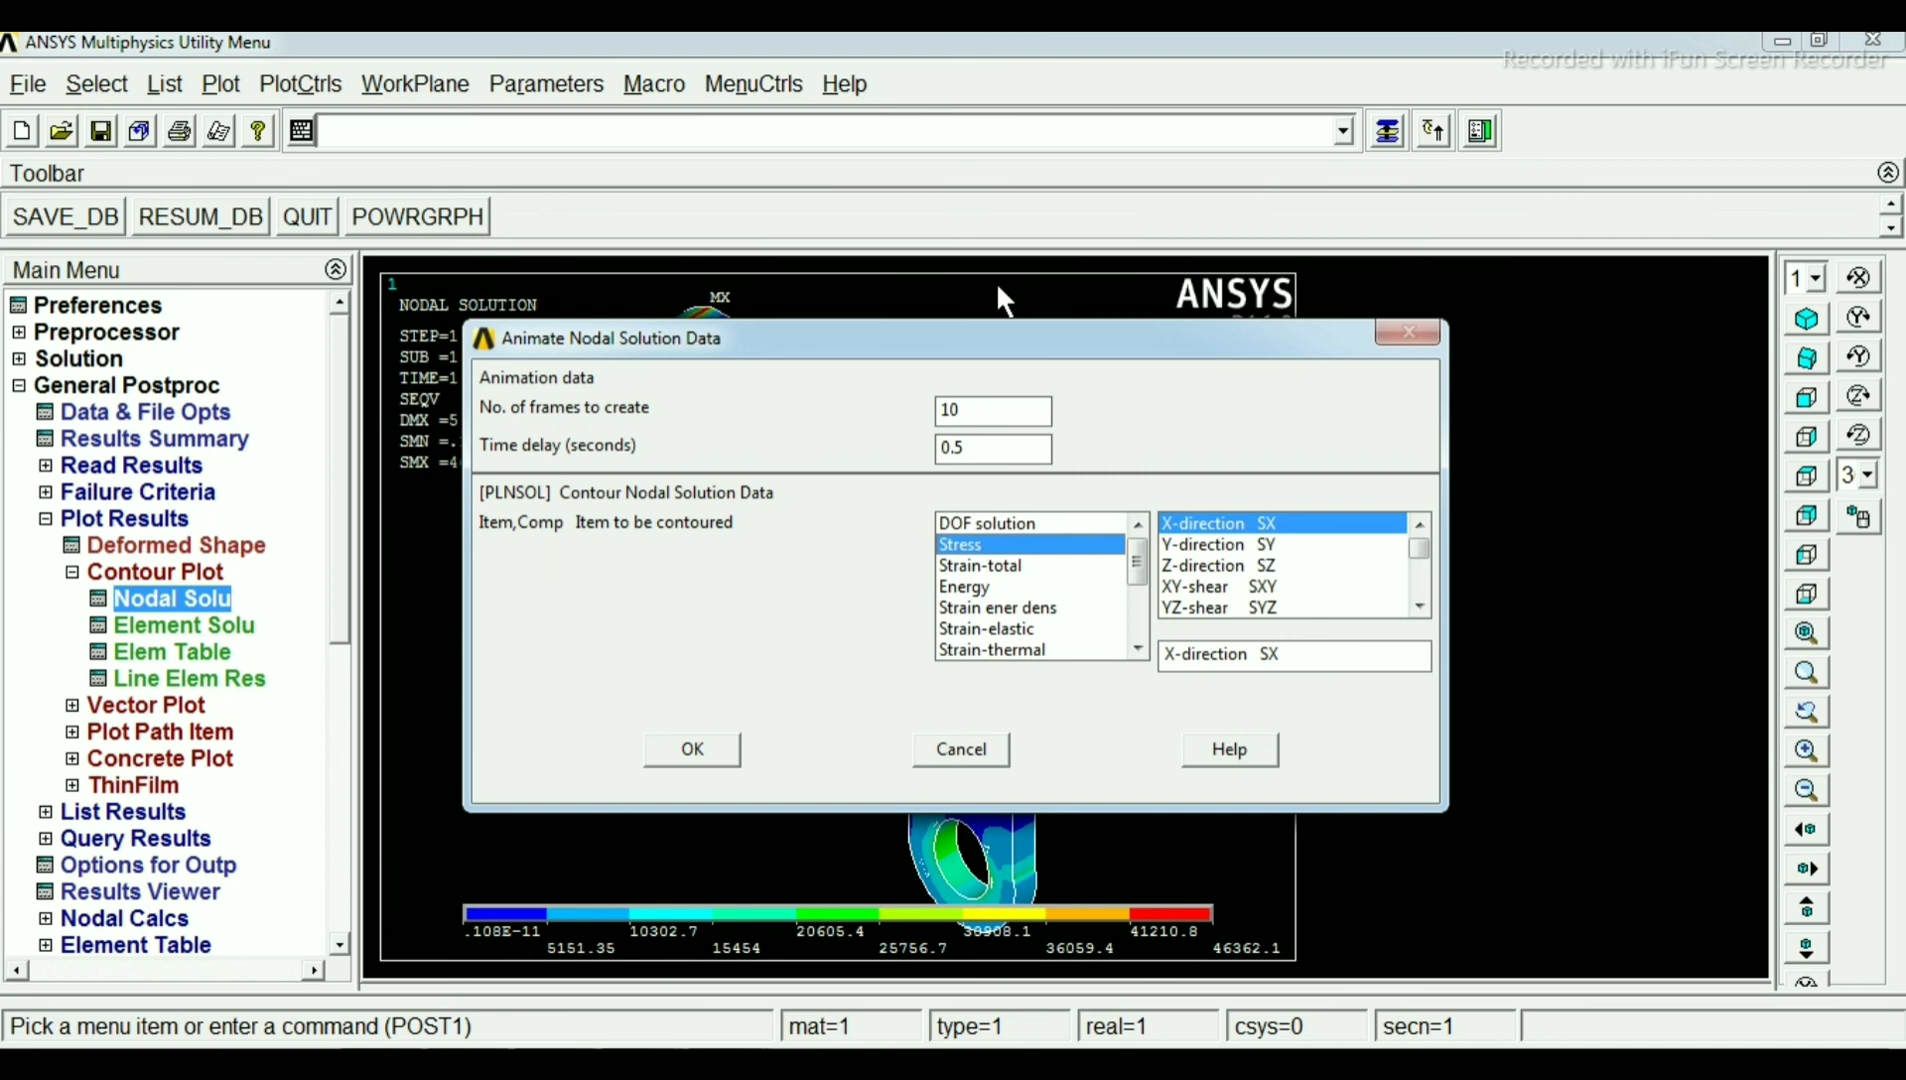 ANSYS Multiphysics Utility Menu
Recorded with iFun Screen Recorder
File Select List Plot PlotCtrls WorkPlane Parameters Macro MenuCtrls Help
Toolbar
SAVE_DB RESUM_DB QUIT POWRGRPH
Main Menu
Preferences
Preprocessor
Solution
General Postproc
Data & File Opts
Results Summary
Read Results
Failure Criteria
Plot Results
Deformed Shape
Contour Plot
Nodal Solu
Element Solu
Elem Table
Line Elem Res
Vector Plot
Plot Path Item
Concrete Plot
ThinFilm
List Results
Query Results
Options for Outp
Results Viewer
Nodal Calcs
Element Table
1
NODAL SOLUTION
MX
ANSYS
STEP=1
SUB =1
TIME=1
SEQV
DMX =5
SMN =.
SMX =4
Animate Nodal Solution Data
Animation data
No. of frames to create 10
Time delay (seconds) 0.5
[PLNSOL] Contour Nodal Solution Data
Item,Comp Item to be contoured
DOF solution
Stress
Strain-total
Energy
Strain ener dens
Strain-elastic
Strain-thermal
X-direction SX
Y-direction SY
Z-direction SZ
XY-shear SXY
YZ-shear SYZ
X-direction SX
OK Cancel Help
.108E-11 10302.7 20605.4 30908.1 41210.8
5151.35 15454 25756.7 36059.4 46362.1
1
3
Pick a menu item or enter a command (POST1) mat=1 type=1 real=1 csys=0 secn=1